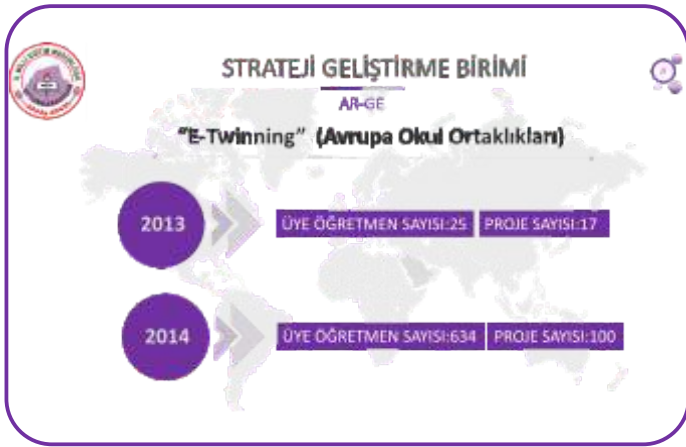 STRATEJİ GELİŞTİRME BİRİMİ
AR-GE
"E-Twinning" (Avrupa Okul Ortaklıkları)
2013
ÜYE ÖĞRETMEN SAYISI:25 PROJE SAYISI:17
2014
ÜYE ÖĞRETMEN SAYISI:634 PROJE SAYISI:100